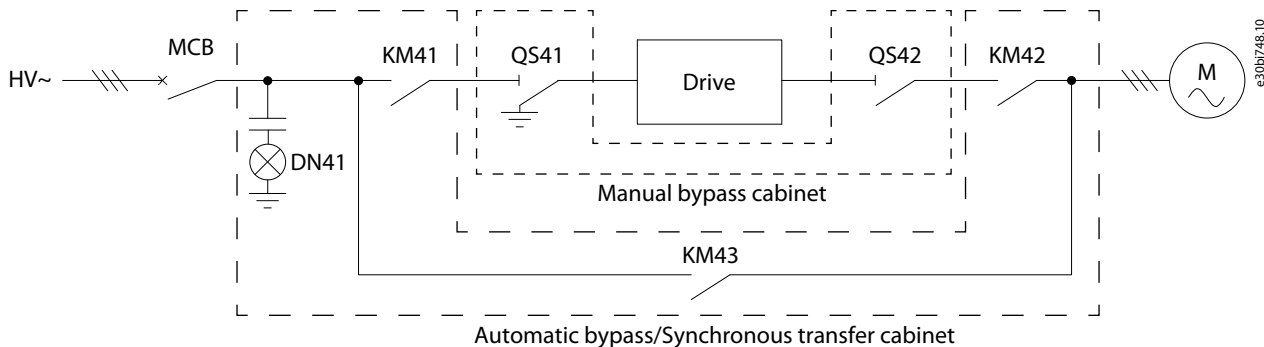 MCB
KM41
QS41
QS42
KM42
HV~
Drive
M
DN41
Manual bypass cabinet
KM43
Automatic bypass/Synchronous transfer cabinet
e30bi748.10